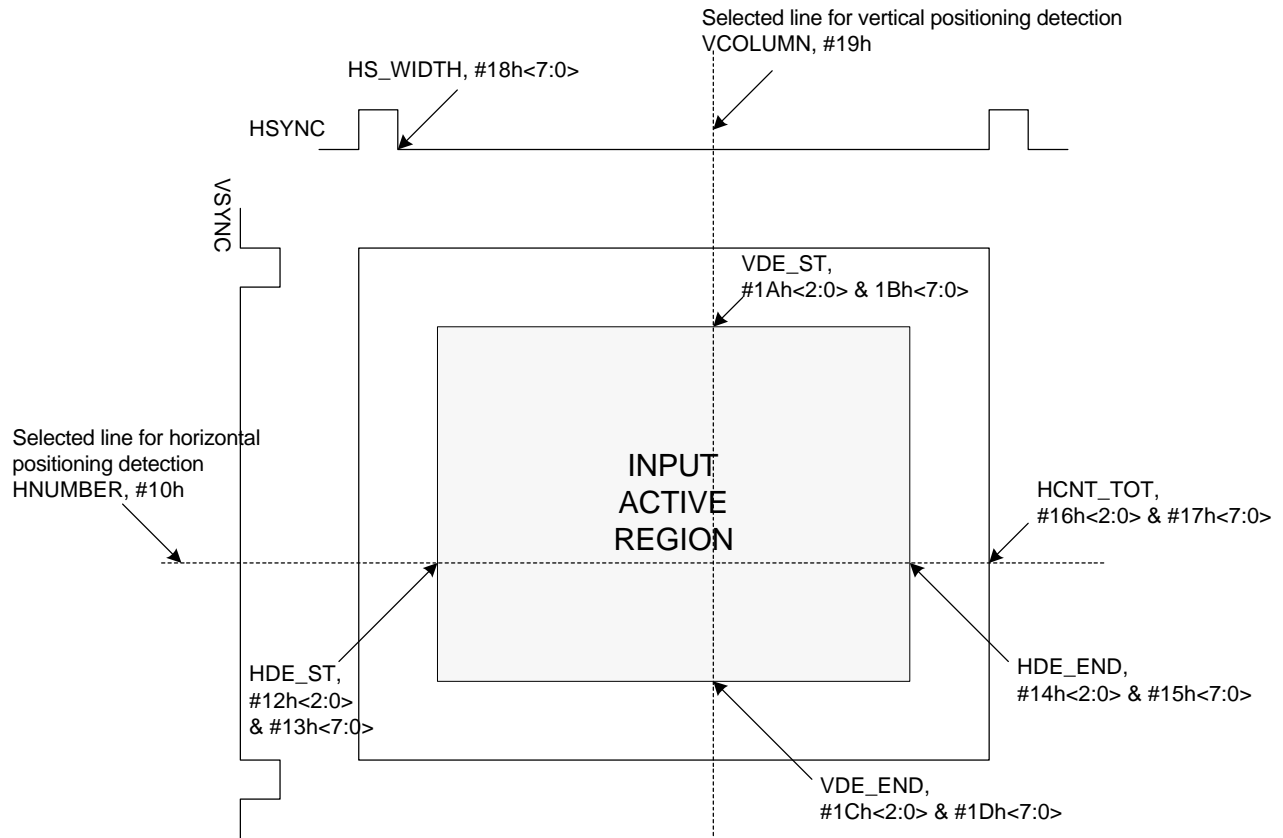 Selected line for vertical positioning detection
VCOLUMN, #19h
HS_WIDTH, #18h<7:0>
HSYNC
VSYNC
VDE_ST,
#1Ah<2:0> & 1Bh<7:0>
Selected line for horizontal
positioning detection
HNUMBER, #10h
INPUT
ACTIVE
REGION
HCNT_TOT,
#16h<2:0> & #17h<7:0>
HDE_ST,
#12h<2:0>
& #13h<7:0>
HDE_END,
#14h<2:0> & #15h<7:0>
VDE_END,
#1Ch<2:0> & #1Dh<7:0>